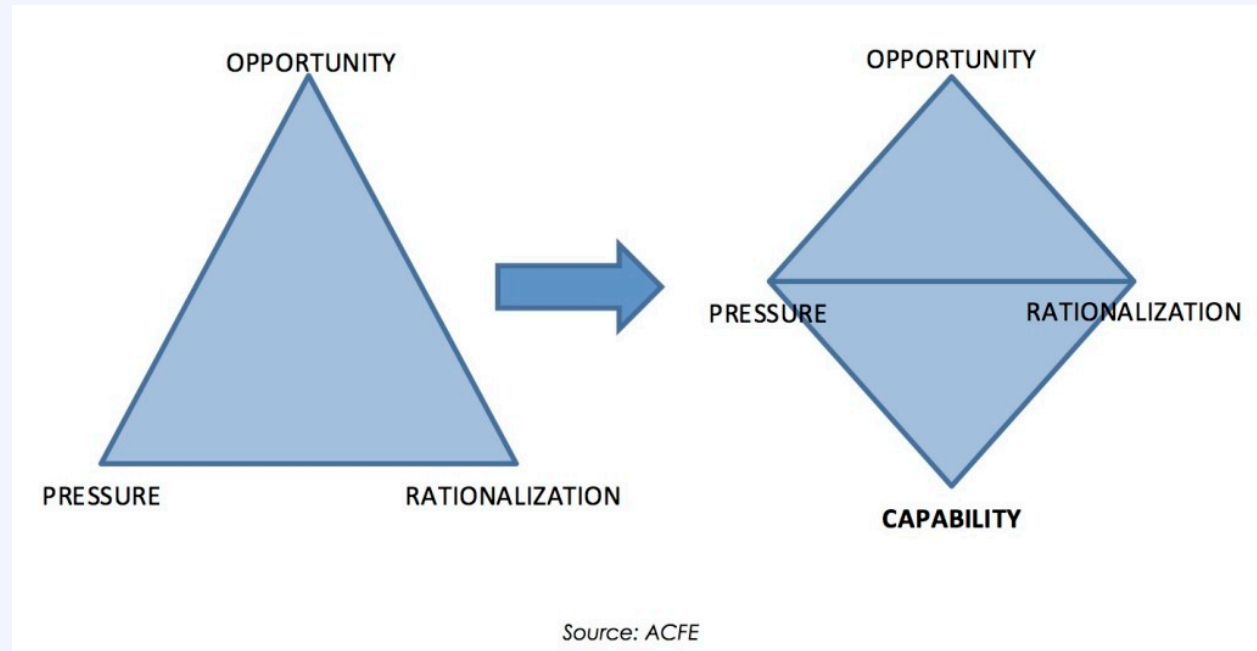 OPPORTUNITY
PRESSURE
RATIONALIZATION
OPPORTUNITY
PRESSURE
RATIONALIZATION
CAPABILITY
Source: ACFE